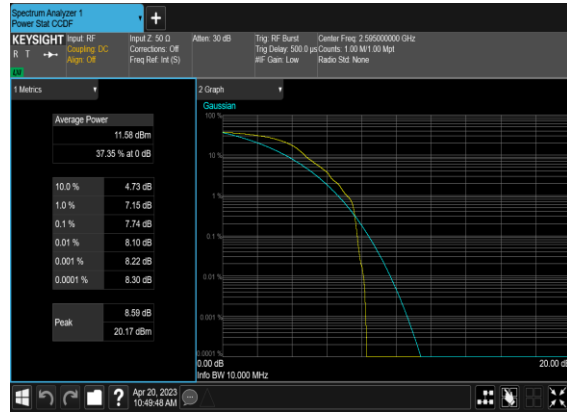 Spectrum Analyzer 1
Power Stat CCDF
+
KEYSIGHT
R T
Input: RF
Coupling: DC
Align: Off
Input Z: 50 Ω
Corrections: Off
Freq Ref: Int (S)
Atten: 30 dB
Trig: RF Burst
Trig Delay: 500.0 µs
#IF Gain: Low
Center Freq: 2.595000000 GHz
Counts: 1.00 M/1.00 Mpt
Radio Std: None
1 Metrics
Average Power
11.58 dBm
37.35 % at 0 dB
10.0 % 4.73 dB
1.0 % 7.15 dB
0.1 % 7.74 dB
0.01 % 8.10 dB
0.001 % 8.22 dB
0.0001 % 8.30 dB
Peak
8.59 dB
20.17 dBm
2 Graph
Gaussian
100 %
10 %
1 %
0.1 %
0.01 %
0.001 %
0.0001 %
0.00 dB
20.00 dB
Info BW 10.000 MHz
?
Apr 20, 2023
10:49:48 AM